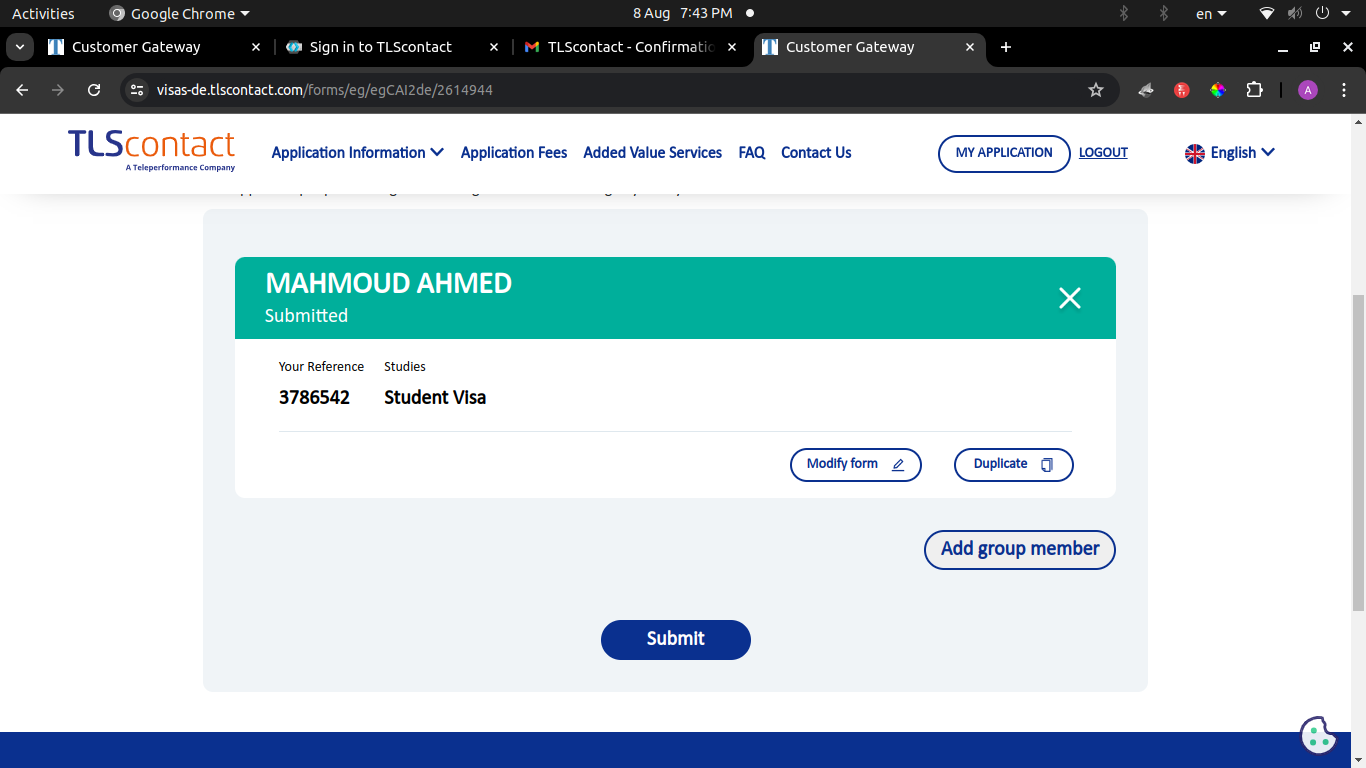 Activities Google Chrome 8 Aug 7:43 PM en
Customer Gateway Sign in to TLScontact TLScontact - Confirmatio Customer Gateway
visas-de.tlscontact.com/forms/eg/egCAI2de/2614944 A
TLScontact
A Teleperformance Company
Application Information Application Fees Added Value Services FAQ Contact Us MY APPLICATION LOGOUT English
MAHMOUD AHMED
Submitted
Your Reference Studies
3786542 Student Visa
Modify form Duplicate
Add group member
Submit